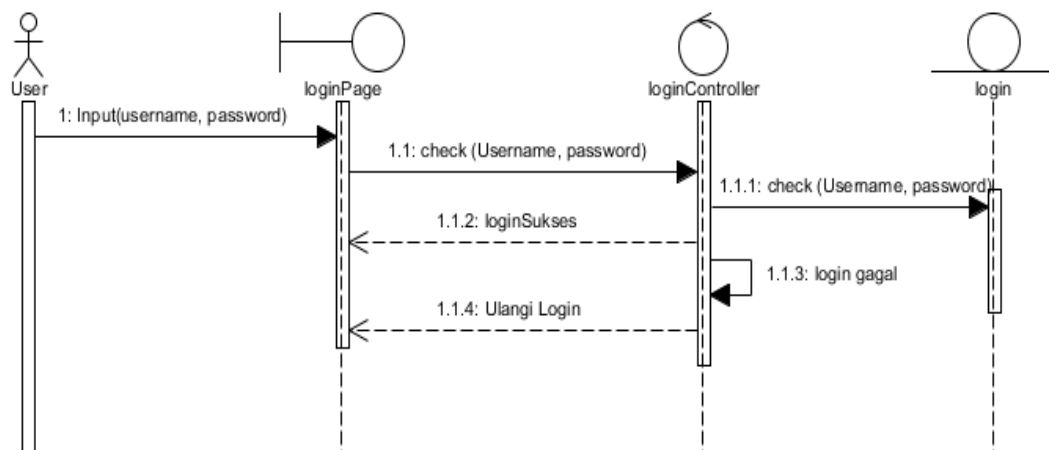 User
loginPage
loginController
login
1: Input(username, password)
1.1: check (Username, password)
1.1.1: check (Username, password)
1.1.2: loginSukses
1.1.3: login gagal
1.1.4: Ulangi Login